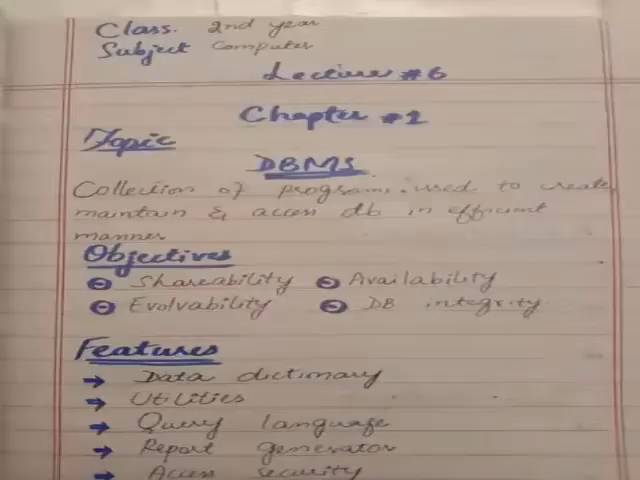 Class. 2nd year
Subject Computer
Lecture #6
Chapter #2
Topic
DBMS
Collection of programs used to create
maintain & access db in efficient
manner
Objectives
Shareability Availability
Evolvability DB integrity
Features
→ Data dictionary
→ Utilities
→ Query language
→ Report generator
→ Access security